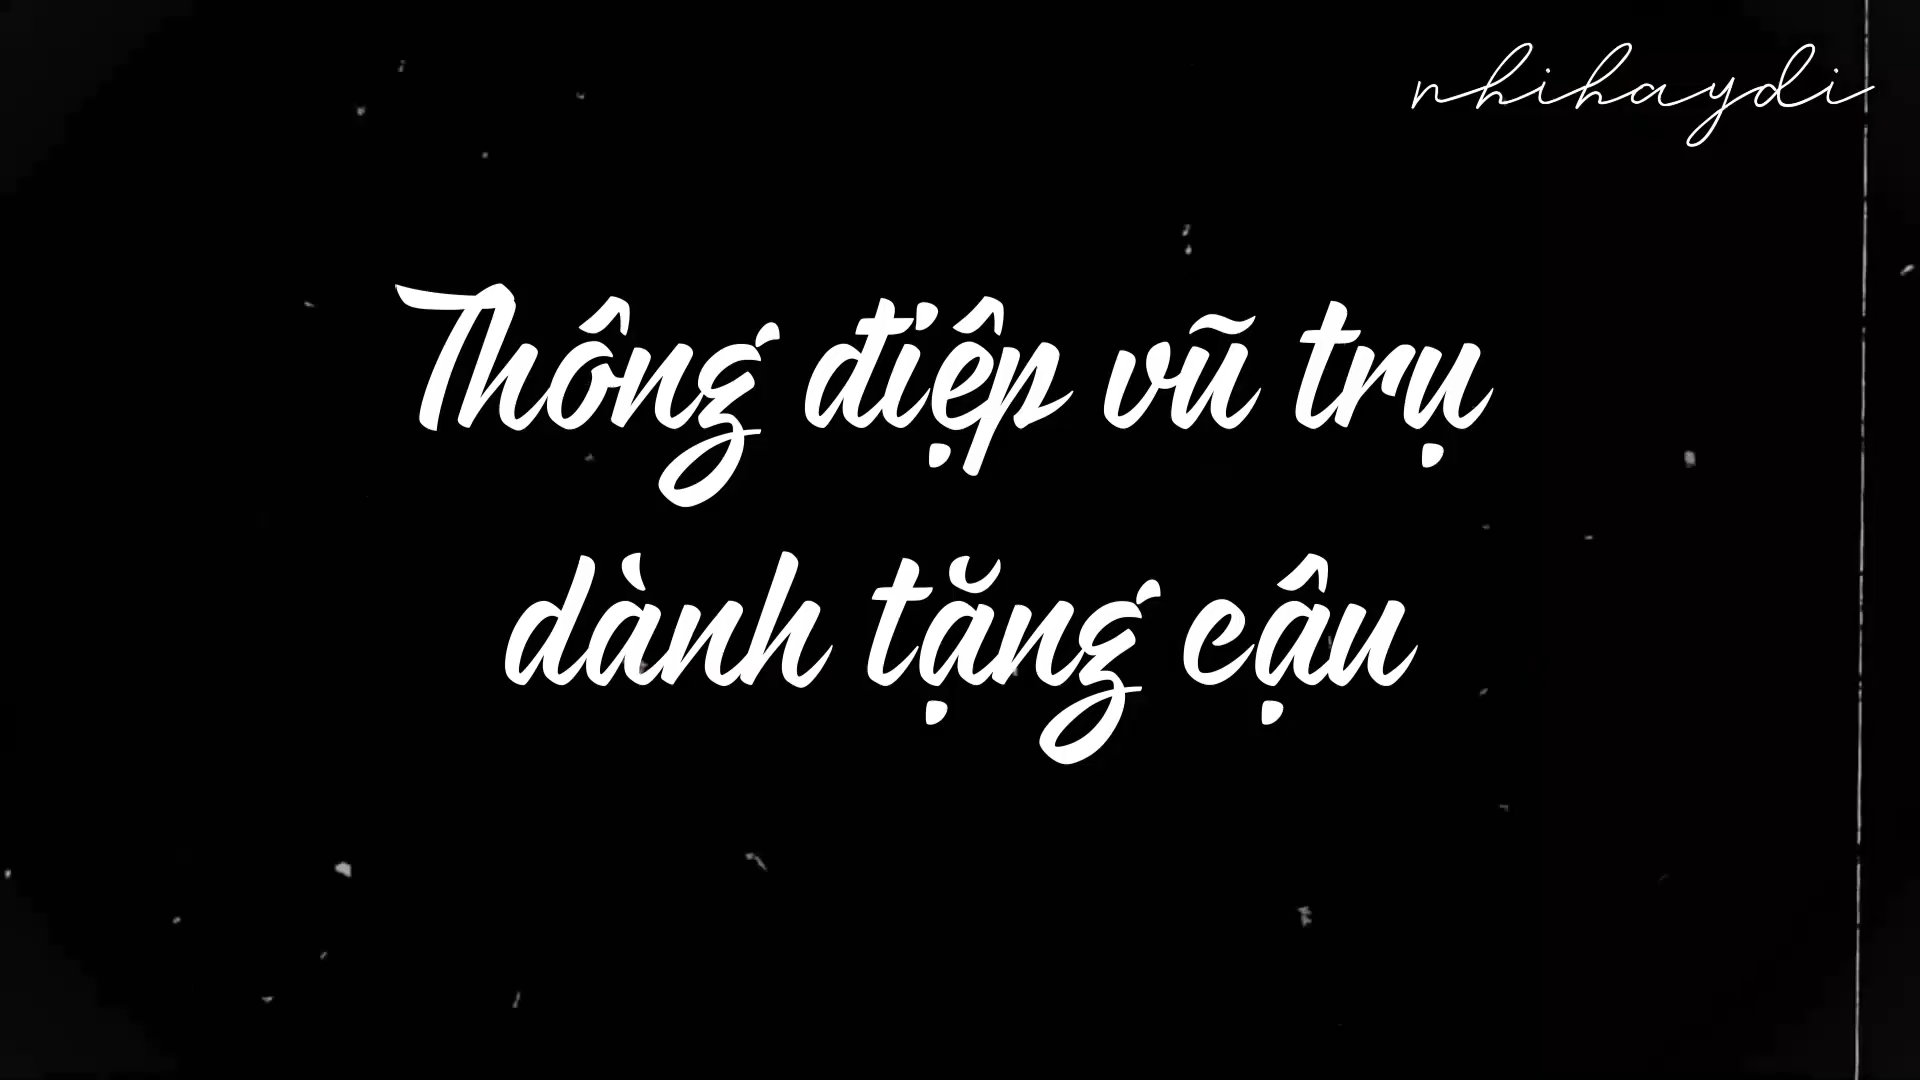 nhihaydi
Thông điệp vũ trụ
dành tặng cậu